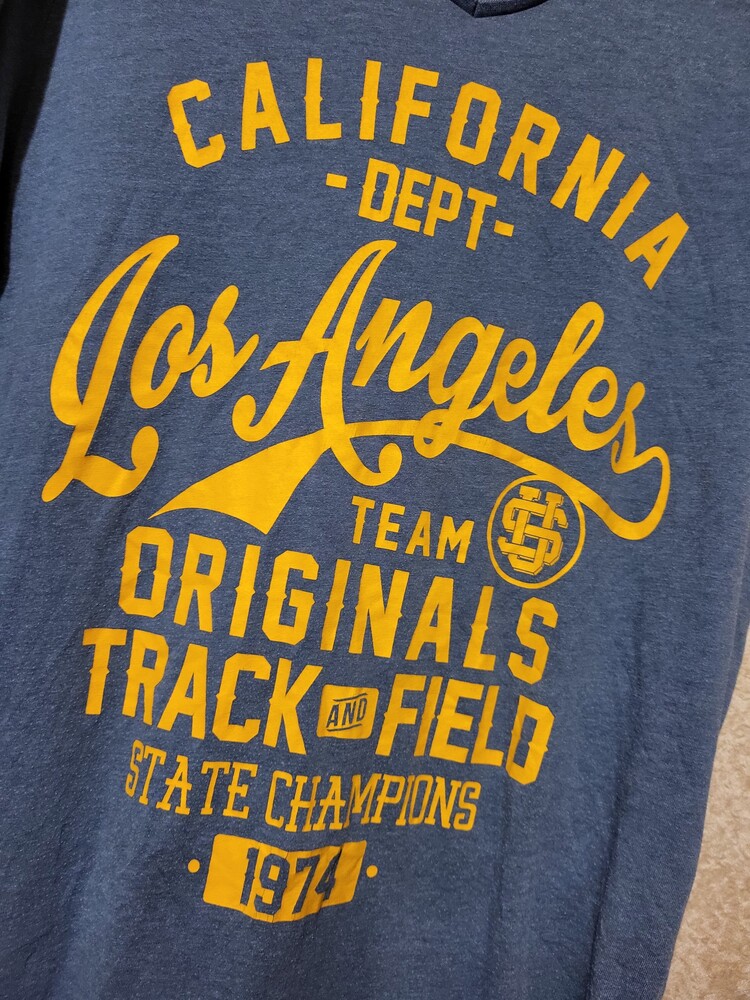 CALIFORNIA
-DEPT-
Los Angeles
TEAM
ORIGINALS
TRACK AND FIELD
STATE CHAMPIONS
• 1974 •